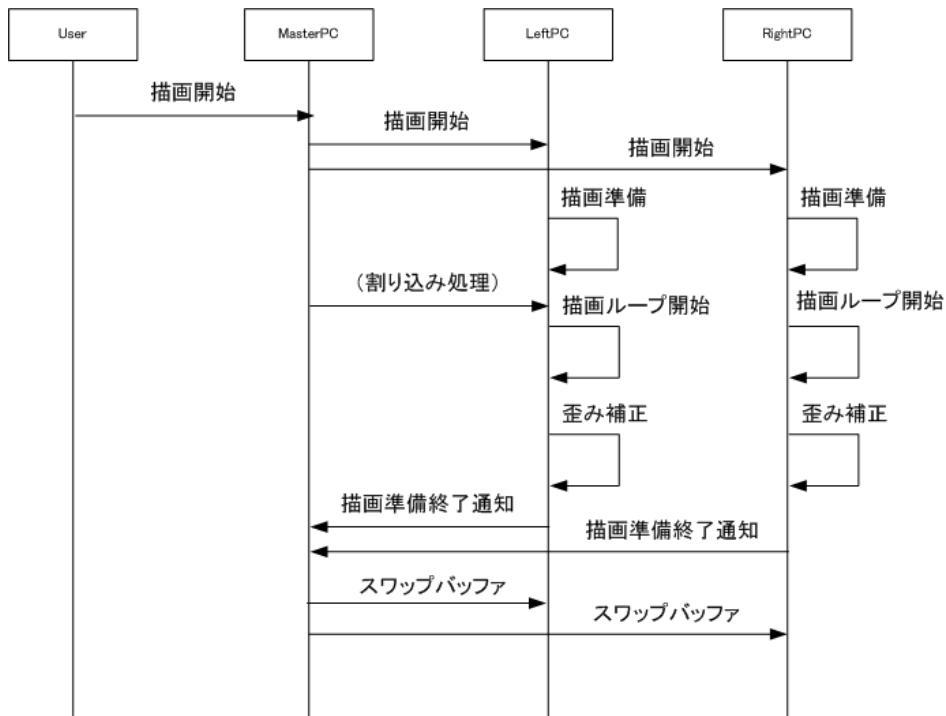 User
MasterPC
LeftPC
RightPC
描画開始
描画開始
描画開始
描画準備
描画準備
（割り込み処理）
描画ループ開始
描画ループ開始
歪み補正
歪み補正
描画準備終了通知
描画準備終了通知
スワップバッファ
スワップバッファ